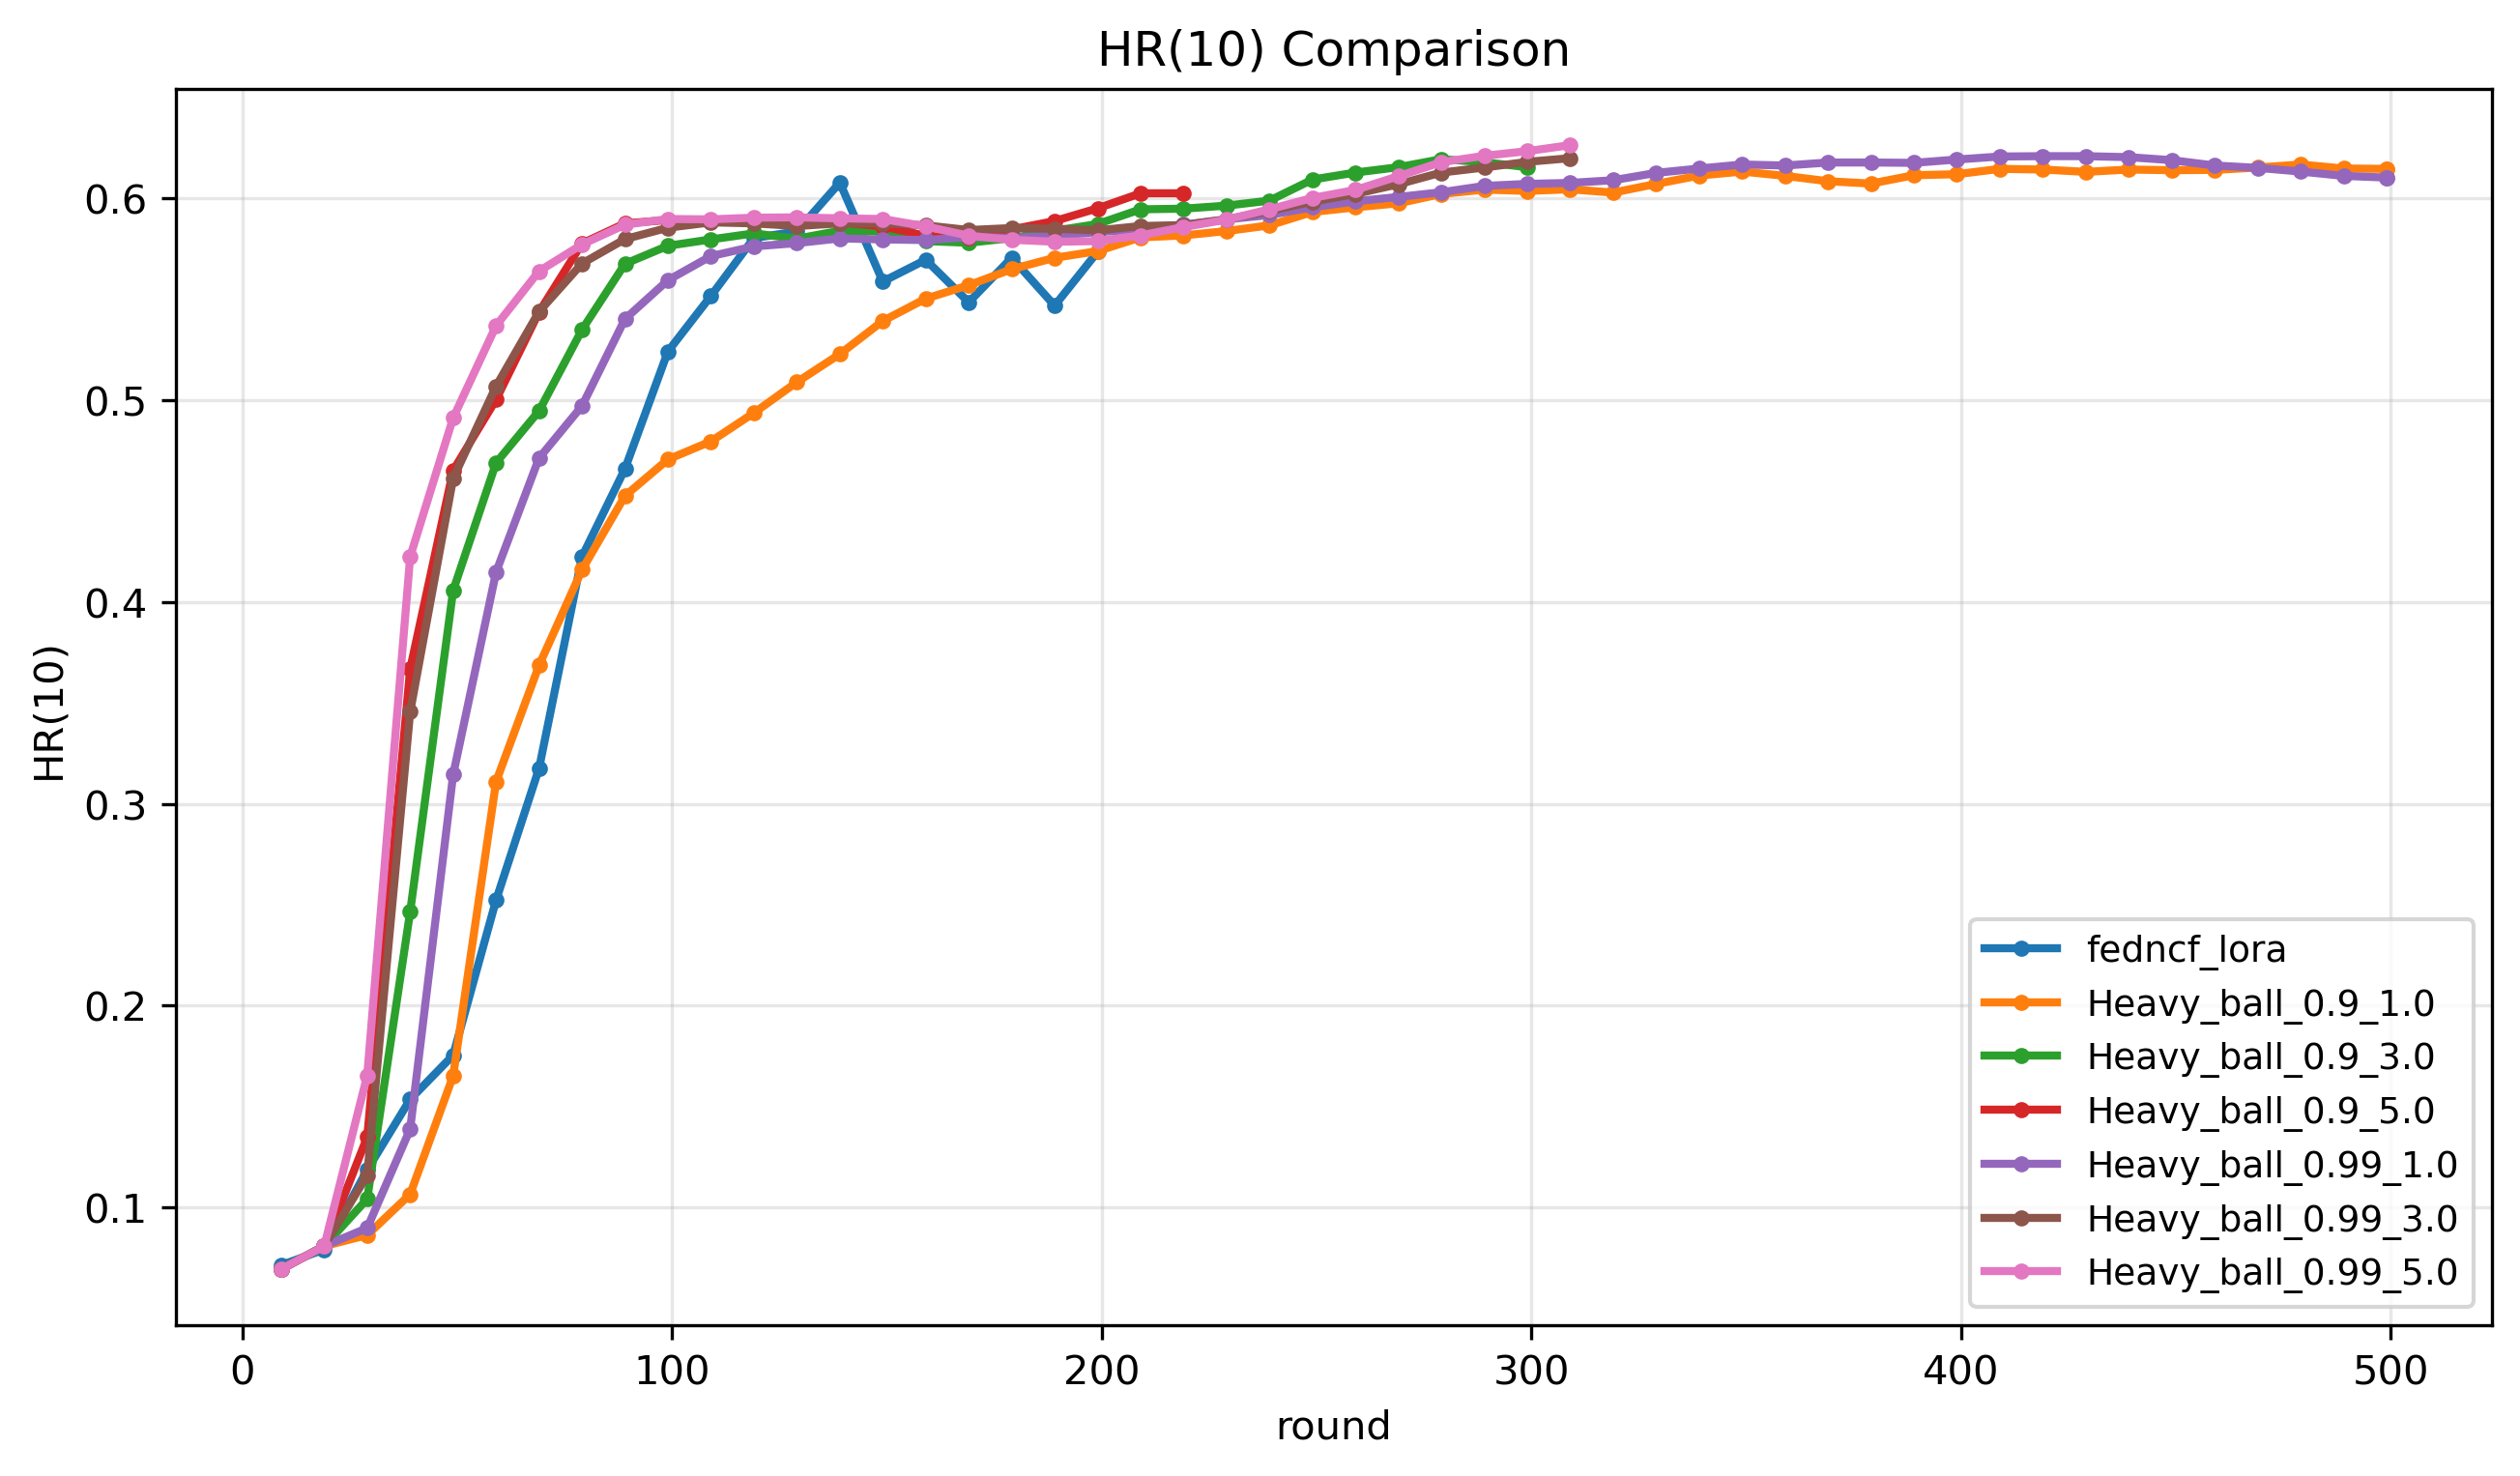 HR(10) Comparison
HR(10)
0.6
0.5
0.4
0.3
0.2
0.1
0 100 200 300 400 500
round
fedncf_lora
Heavy_ball_0.9_1.0
Heavy_ball_0.9_3.0
Heavy_ball_0.9_5.0
Heavy_ball_0.99_1.0
Heavy_ball_0.99_3.0
Heavy_ball_0.99_5.0